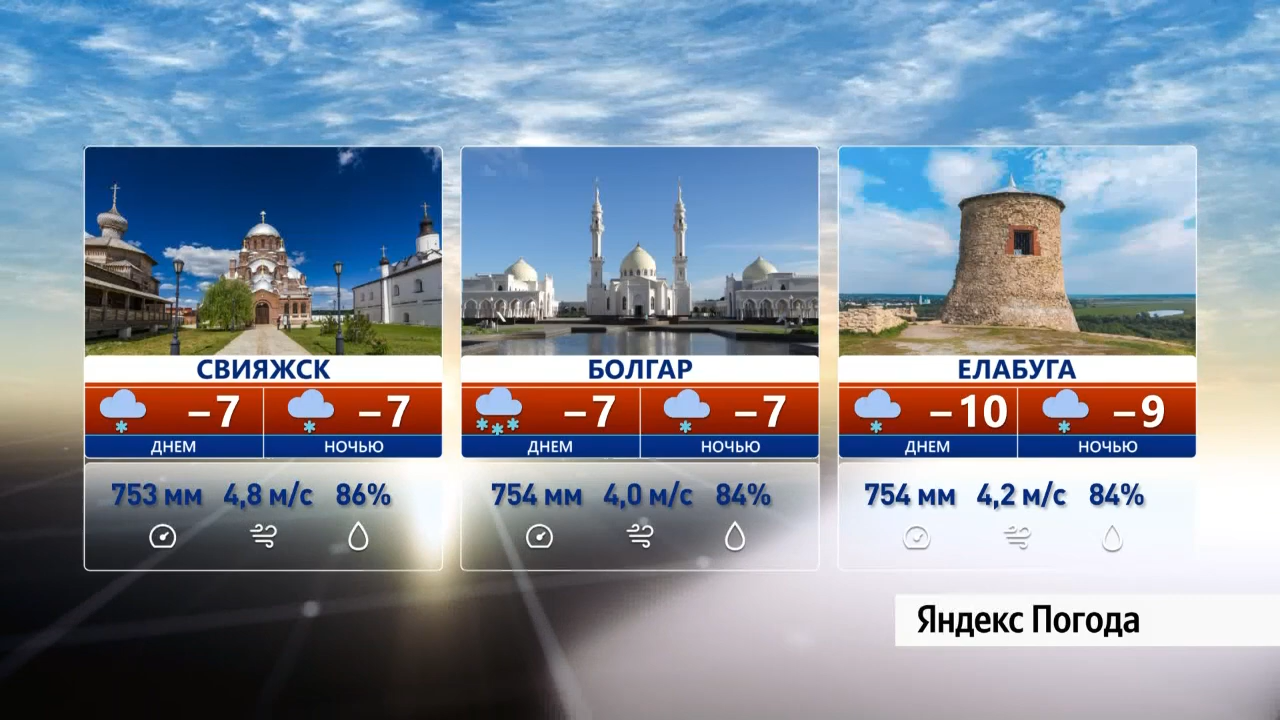 СВИЯЖСК
–7 –7
ДНЕМ НОЧЬЮ
753 мм 4,8 м/с 86%
БОЛГАР
–7 –7
ДНЕМ НОЧЬЮ
754 мм 4,0 м/с 84%
ЕЛАБУГА
–10 –9
ДНЕМ НОЧЬЮ
754 мм 4,2 м/с 84%
Яндекс Погода